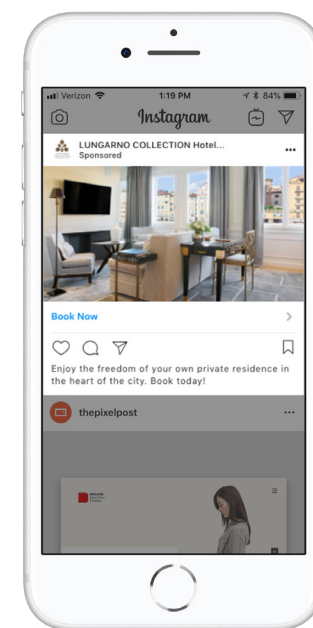 Verizon 1:19 PM 84%
Instagram
LUNGARNO COLLECTION Hotel...
Sponsored
Book Now
Enjoy the freedom of your own private residence in
the heart of the city. Book today!
thepixelpost